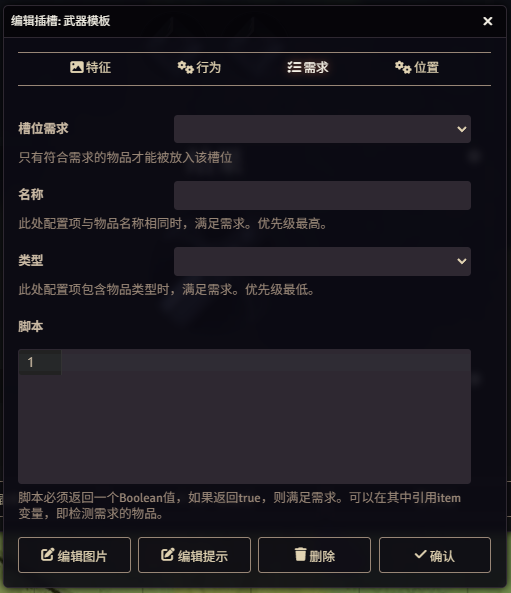 编辑插槽: 武器模板
特征 行为 需求 位置
槽位需求
只有符合需求的物品才能被放入该槽位
名称
此处配置项与物品名称相同时，满足需求。优先级最高。
类型
此处配置项包含物品类型时，满足需求。优先级最低。
脚本
1
脚本必须返回一个Boolean值，如果返回true，则满足需求。可以在其中引用item
变量，即检测需求的物品。
编辑图片 编辑提示 删除 确认